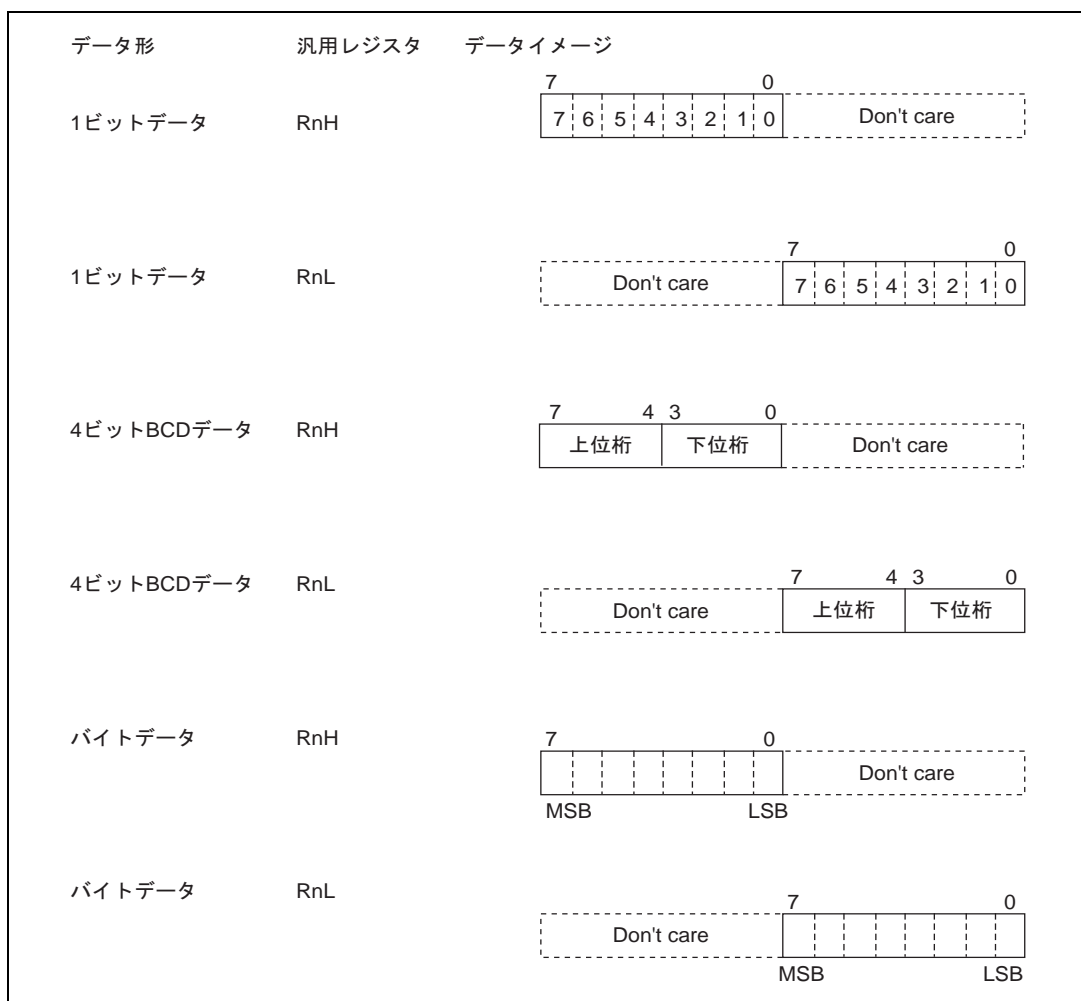 データ形 汎用レジスタ データイメージ
7 0
1ビットデータ RnH 7 6 5 4 3 2 1 0 Don't care
7 0
1ビットデータ RnL Don't care 7 6 5 4 3 2 1 0
7 4 3 0
4ビットBCDデータ RnH 上位桁 下位桁 Don't care
7 4 3 0
4ビットBCDデータ RnL Don't care 上位桁 下位桁
7 0
バイトデータ RnH Don't care
MSB LSB
7 0
バイトデータ RnL Don't care
MSB LSB